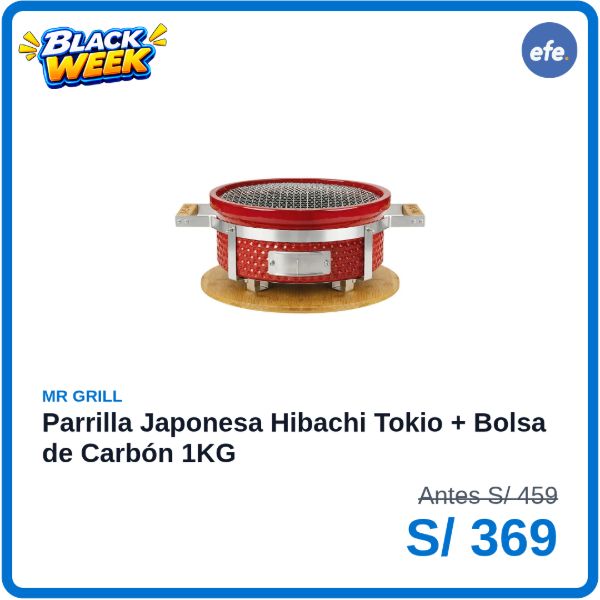 BLACK
WEEK
efe.
MR GRILL
Parrilla Japonesa Hibachi Tokio + Bolsa
de Carbón 1KG
Antes S/ 459
S/ 369